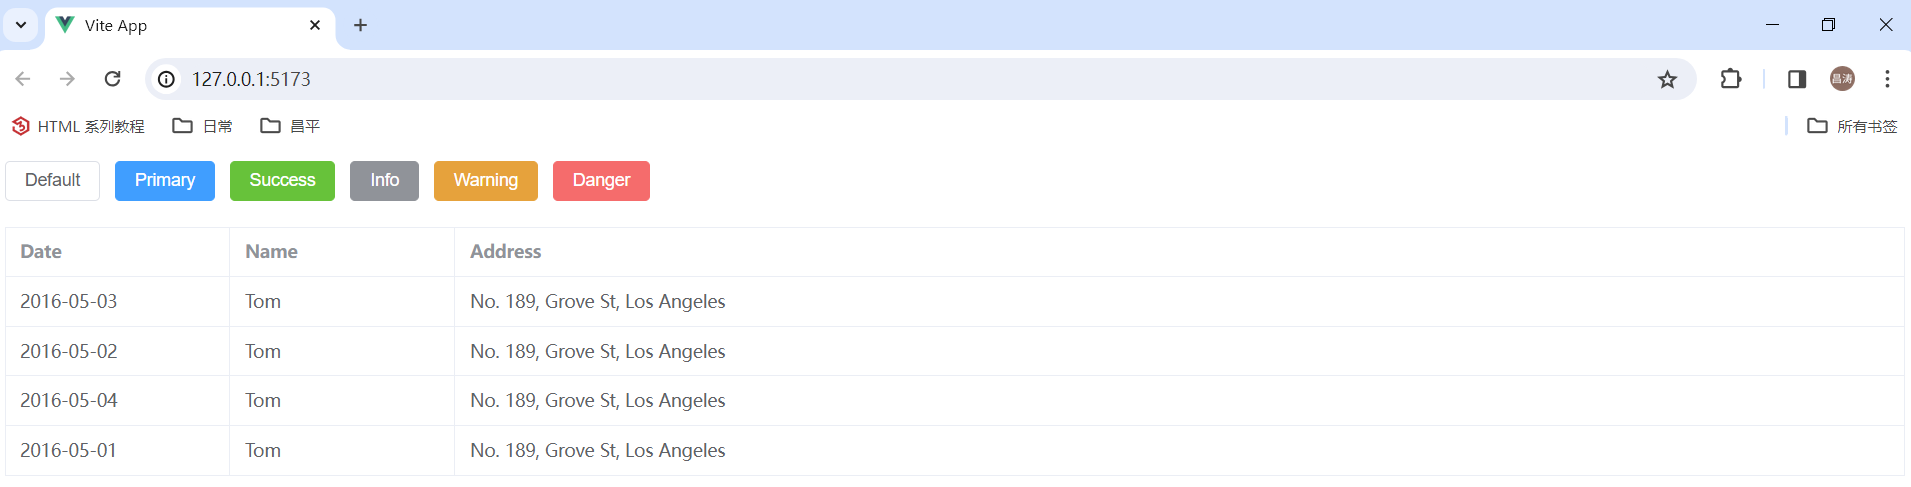 Vite App
127.0.0.1:5173
昌涛
HTML 系列教程 日常 昌平 所有书签
Default Primary Success Info Warning Danger
Date Name Address
2016-05-03 Tom No. 189, Grove St, Los Angeles
2016-05-02 Tom No. 189, Grove St, Los Angeles
2016-05-04 Tom No. 189, Grove St, Los Angeles
2016-05-01 Tom No. 189, Grove St, Los Angeles